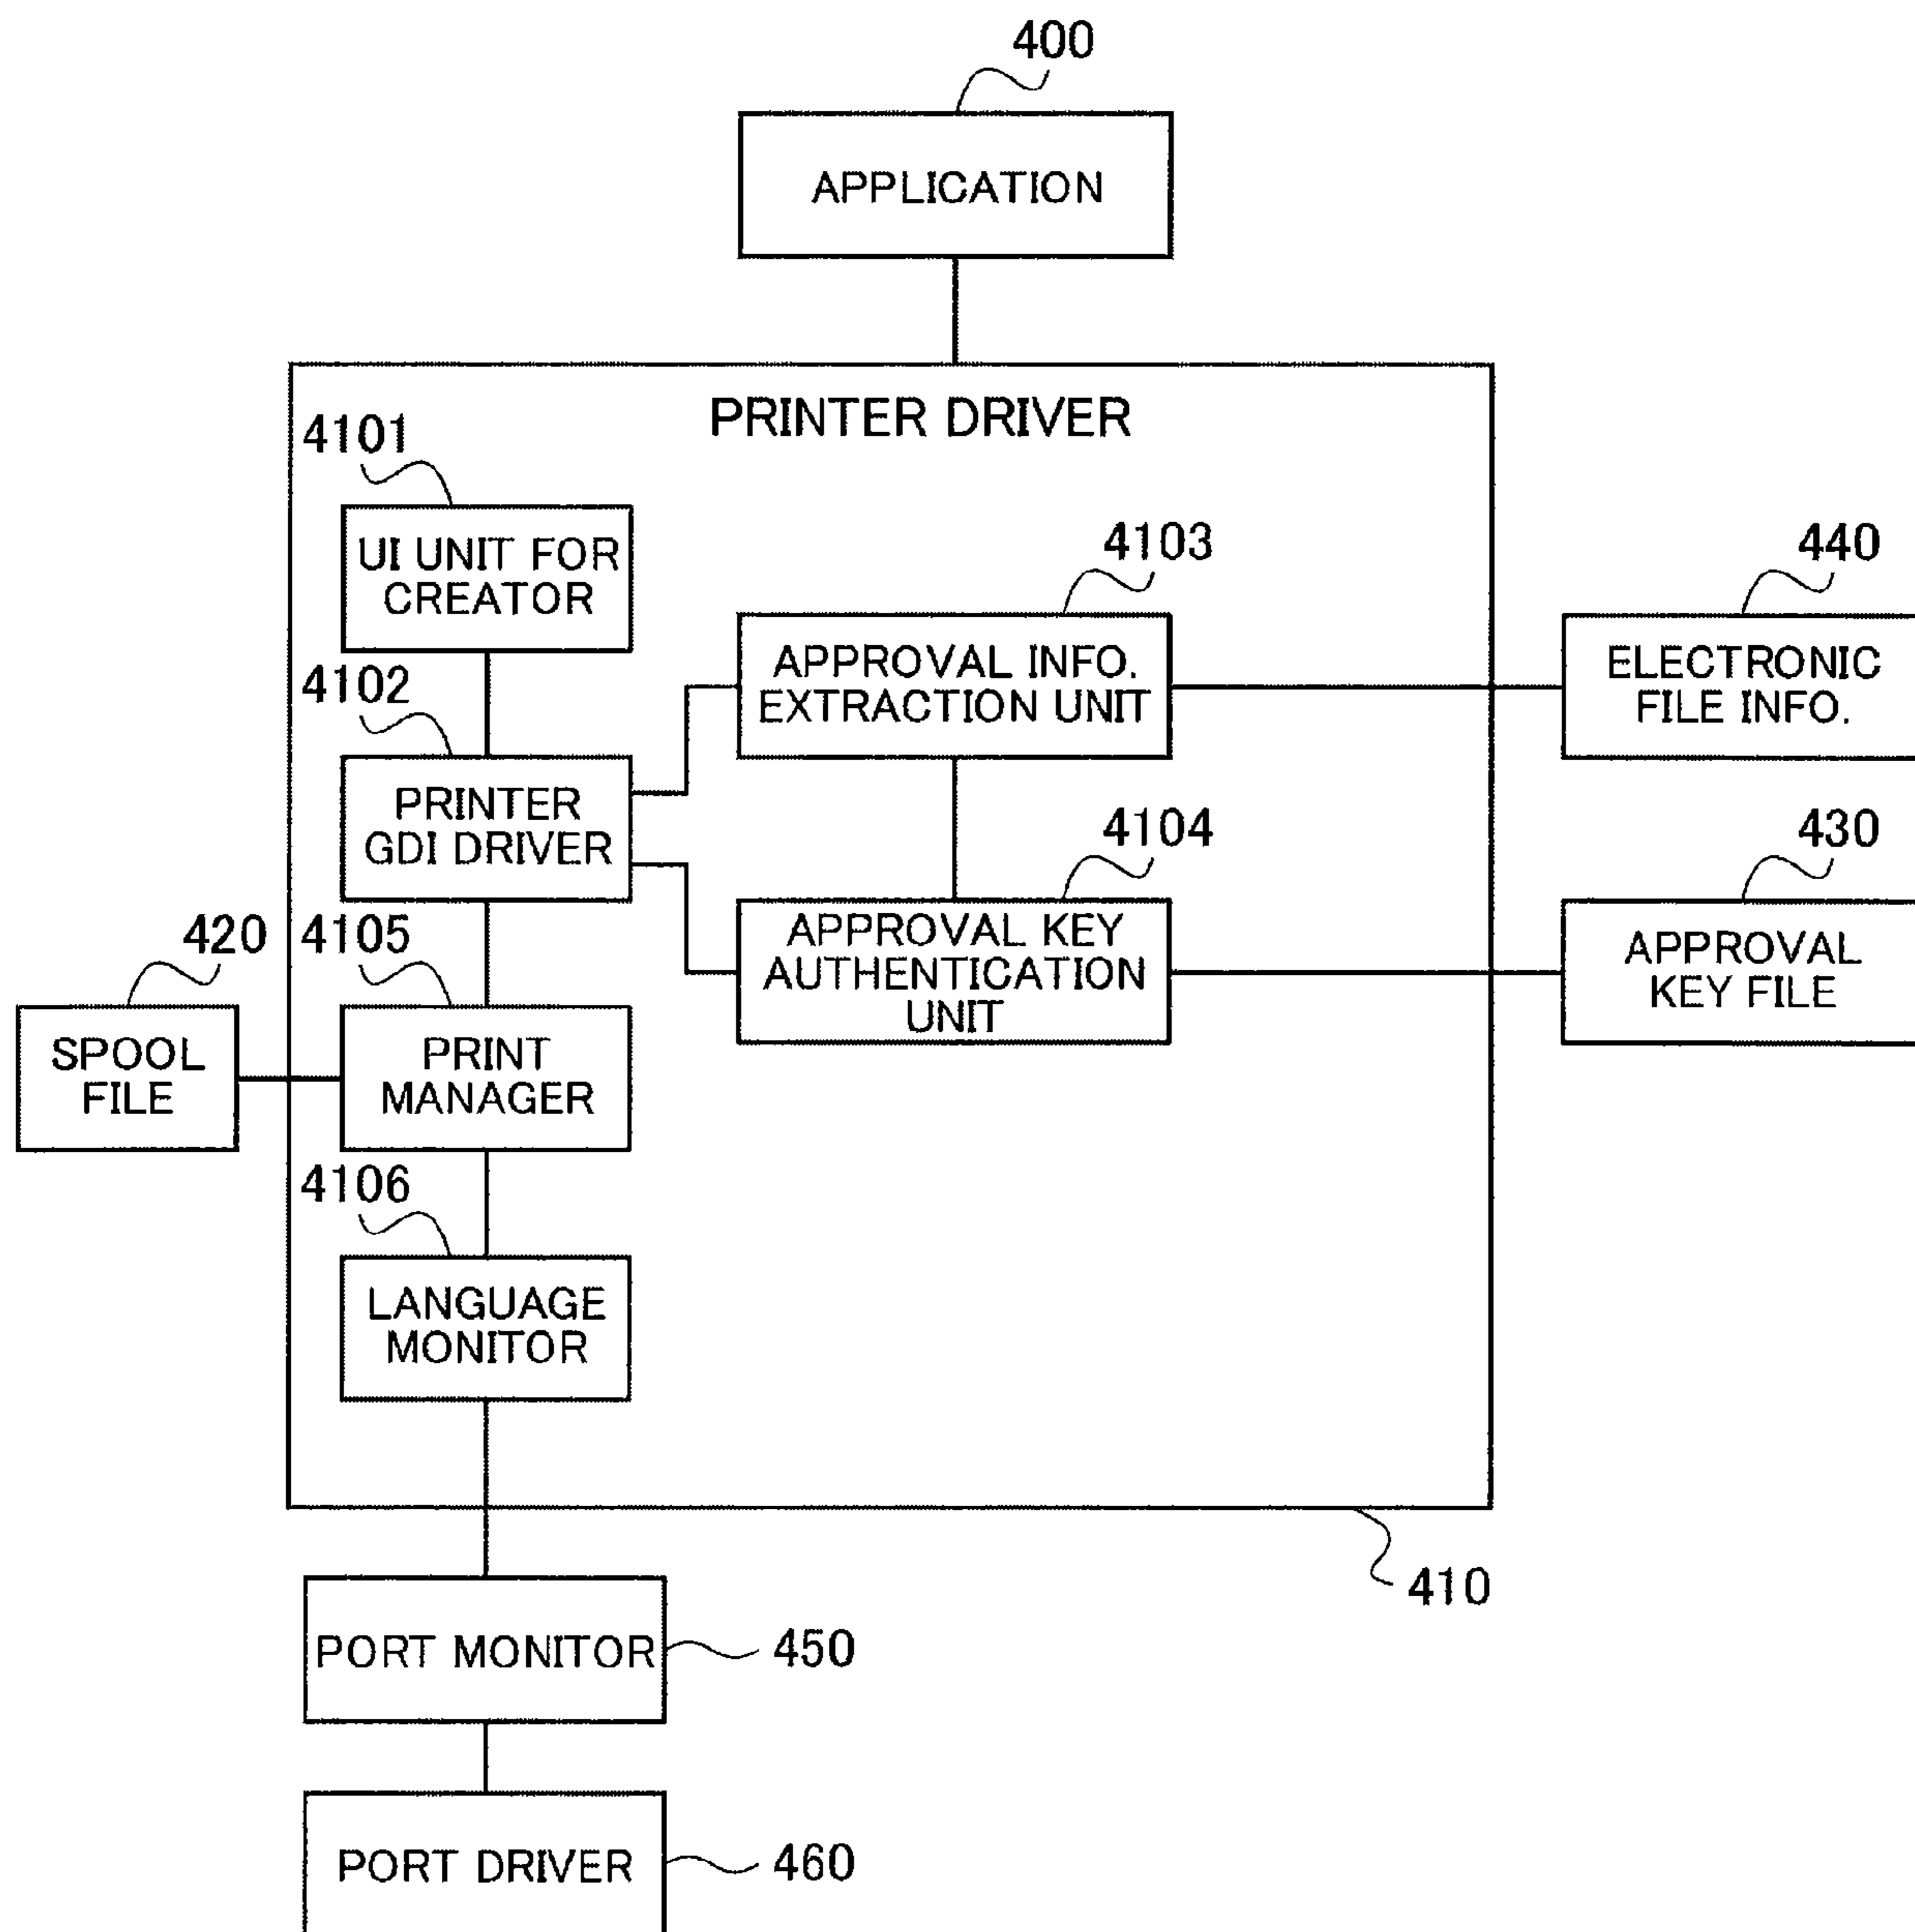 400
APPLICATION
PRINTER DRIVER
4101
UI UNIT FOR
CREATOR
4103
440
APPROVAL INFO.
EXTRACTION UNIT
ELECTRONIC
FILE INFO.
4102
PRINTER
GDI DRIVER
4104
430
APPROVAL KEY
AUTHENTICATION
UNIT
APPROVAL
KEY FILE
420
4105
SPOOL
FILE
PRINT
MANAGER
4106
LANGUAGE
MONITOR
410
PORT MONITOR
450
PORT DRIVER
460